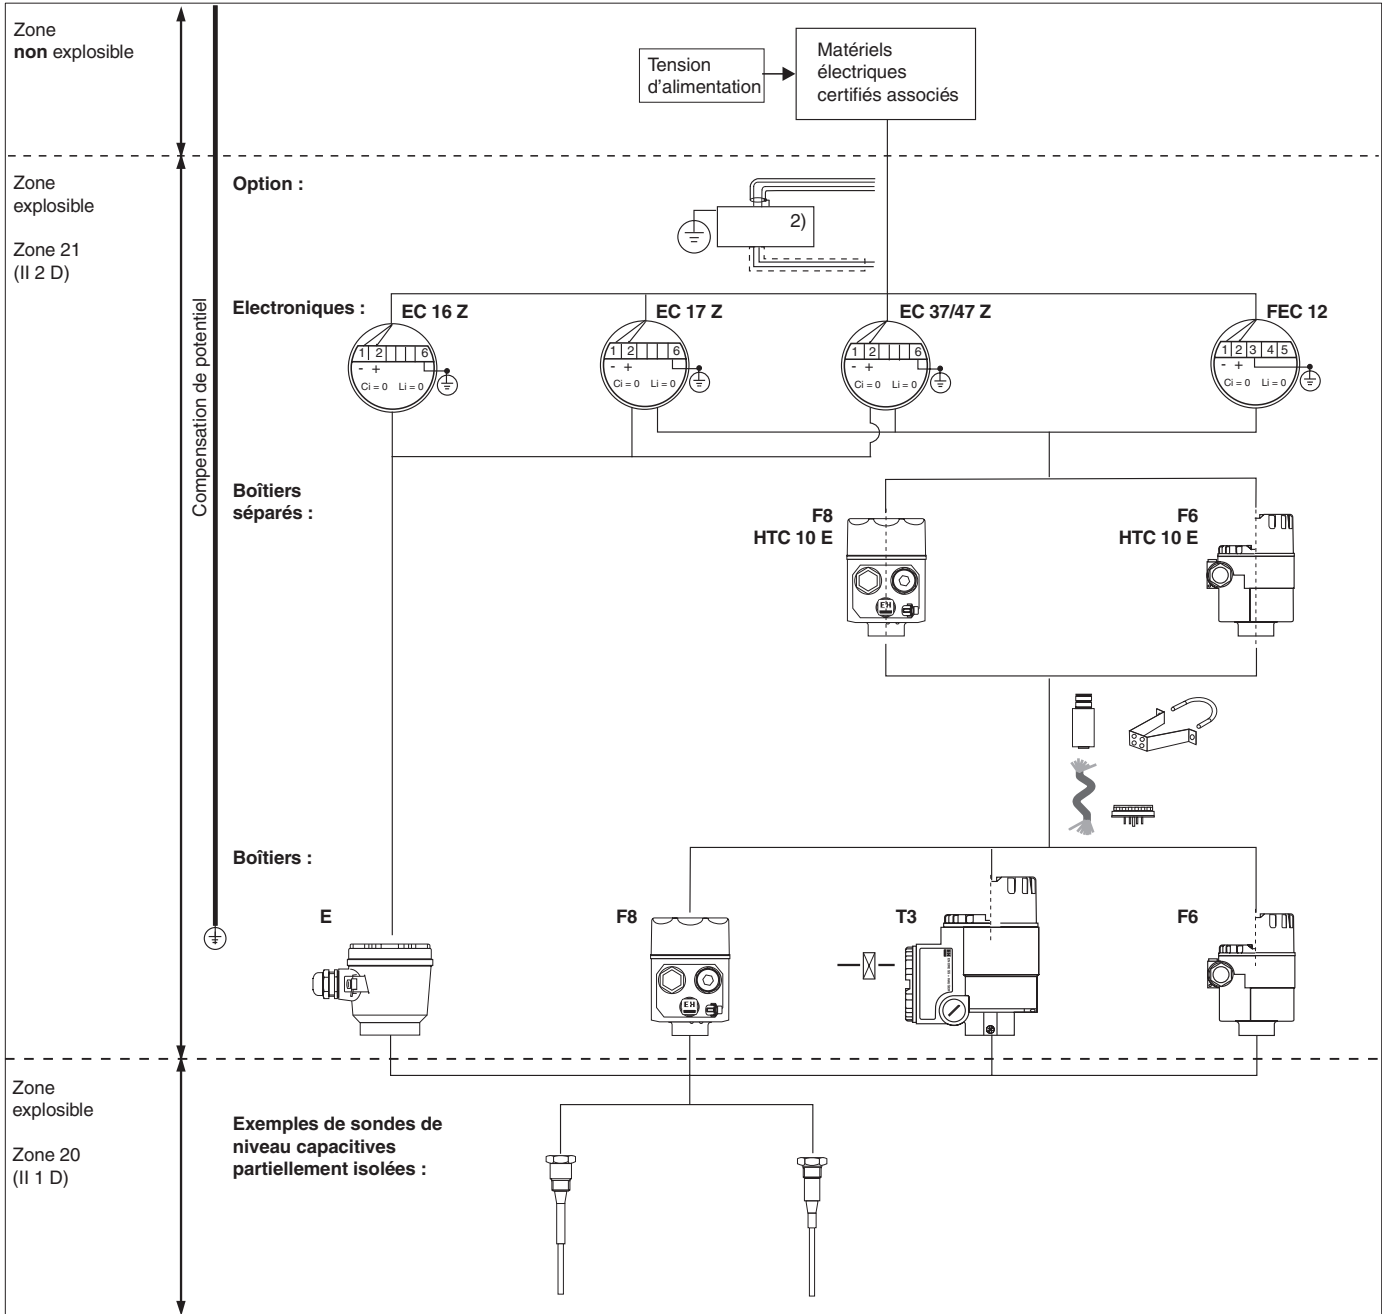 Zone
non explosible
Tension
d'alimentation
Matériels
électriques
certifiés associés
Zone
explosible
Zone 21
(II 2 D)
Option :
2)
Compensation de potentiel
Electroniques :
EC 16 Z
EC 17 Z
EC 37/47 Z
FEC 12
1 2 6
- +
Ci = 0 Li = 0
1 2 6
- +
Ci = 0 Li = 0
1 2 6
- +
Ci = 0 Li = 0
1 2 3 4 5
- +
Ci = 0 Li = 0
Boîtiers
séparés :
F8
HTC 10 E
F6
HTC 10 E
EH
Boîtiers :
E
F8
T3
F6
EH
Zone
explosible
Zone 20
(II 1 D)
Exemples de sondes de
niveau capacitives
partiellement isolées :